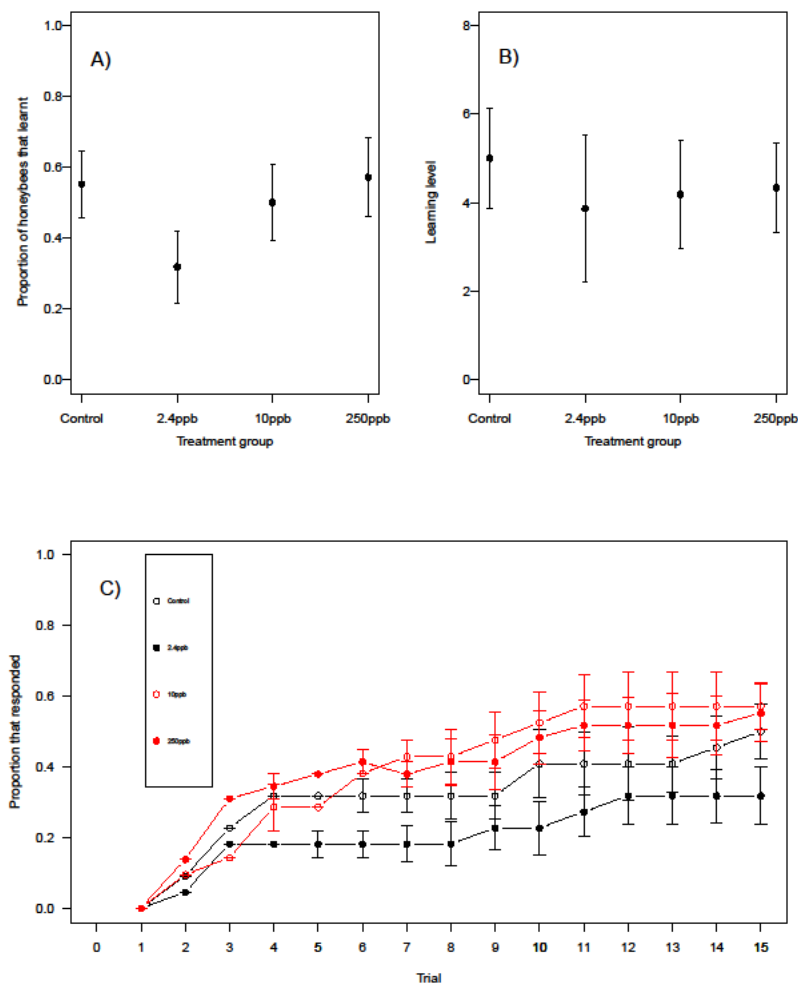 A)
Proportion of honeybees that learnt
1.0
0.8
0.6
0.4
0.2
0.0
Control 2.4ppb 10ppb 250ppb
Treatment group
B)
Learning level
8
6
4
2
0
Control 2.4ppb 10ppb 250ppb
Treatment group
C)
Proportion that responded
1.0
0.8
0.6
0.4
0.2
0.0
Control
2.4ppb
10ppb
250ppb
0 1 2 3 4 5 6 7 8 9 10 11 12 13 14 15
Trial